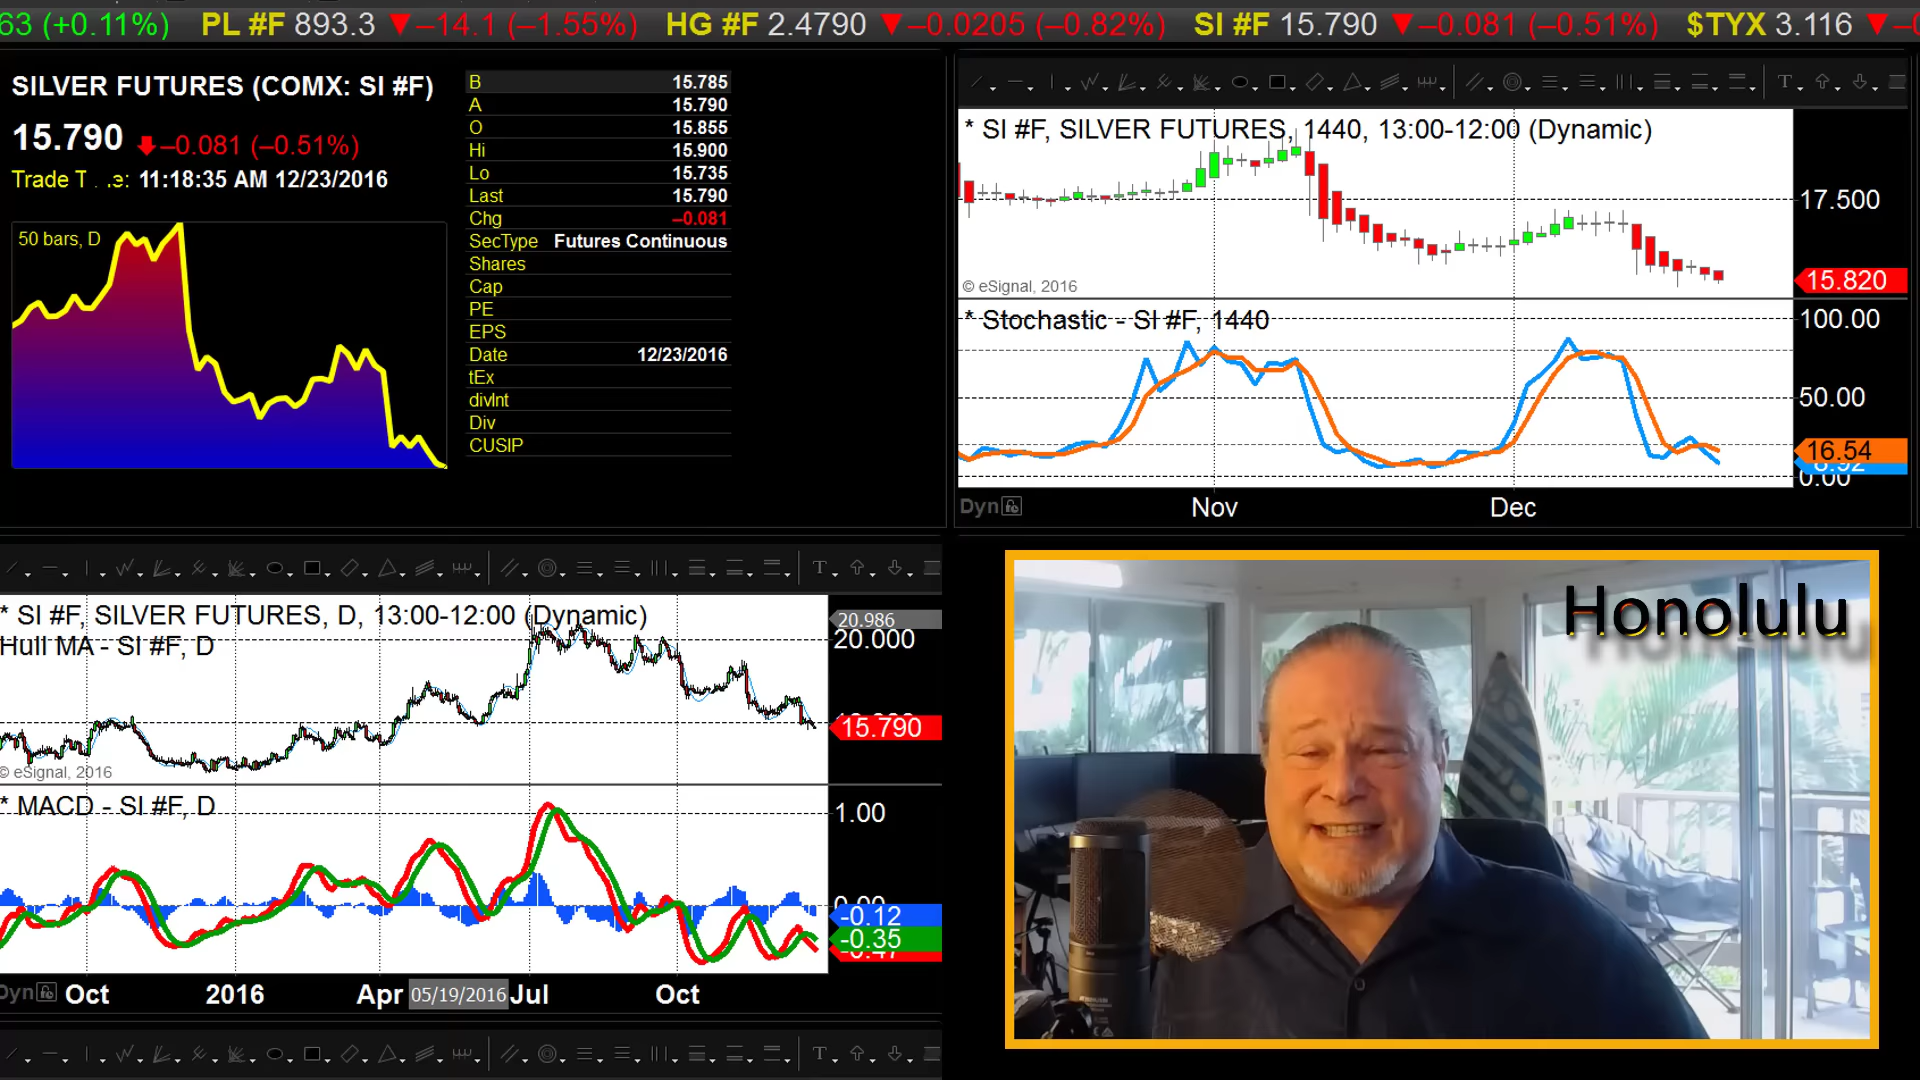 63 (+0.11%) PL #F 893.3 ▼–14.1 (–1.55%) HG #F 2.4790 ▼–0.0205 (–0.82%) SI #F 15.790 ▼–0.081 (–0.51%) $TYX 3.116 ▼
SILVER FUTURES (COMX: SI #F)
15.790 –0.081 (–0.51%)
11:18:35 AM 12/23/2016
50 bars, D
B 15.785
A 15.790
O 15.855
Hi 15.900
Lo 15.735
Last 15.790
Chg –0.081
SecType Futures Continuous
Shares
Cap
PE
EPS
Date 12/23/2016
tEx
divInt
Div
CUSIP
* SI #F, SILVER FUTURES, 1440, 13:00-12:00 (Dynamic)
17.500
15.820
© eSignal, 2016
* Stochastic - SI #F, 1440
100.00
50.00
16.54
0.00
Dyn
Nov Dec
* SI #F, SILVER FUTURES, D, 13:00-12:00 (Dynamic)
Hull MA - SI #F, D
20.986
20.000
15.790
© eSignal, 2016
* MACD - SI #F, D
1.00
-0.12
-0.35
Dyn
Oct 2016 Apr 05/19/2016 Jul Oct
Honolulu